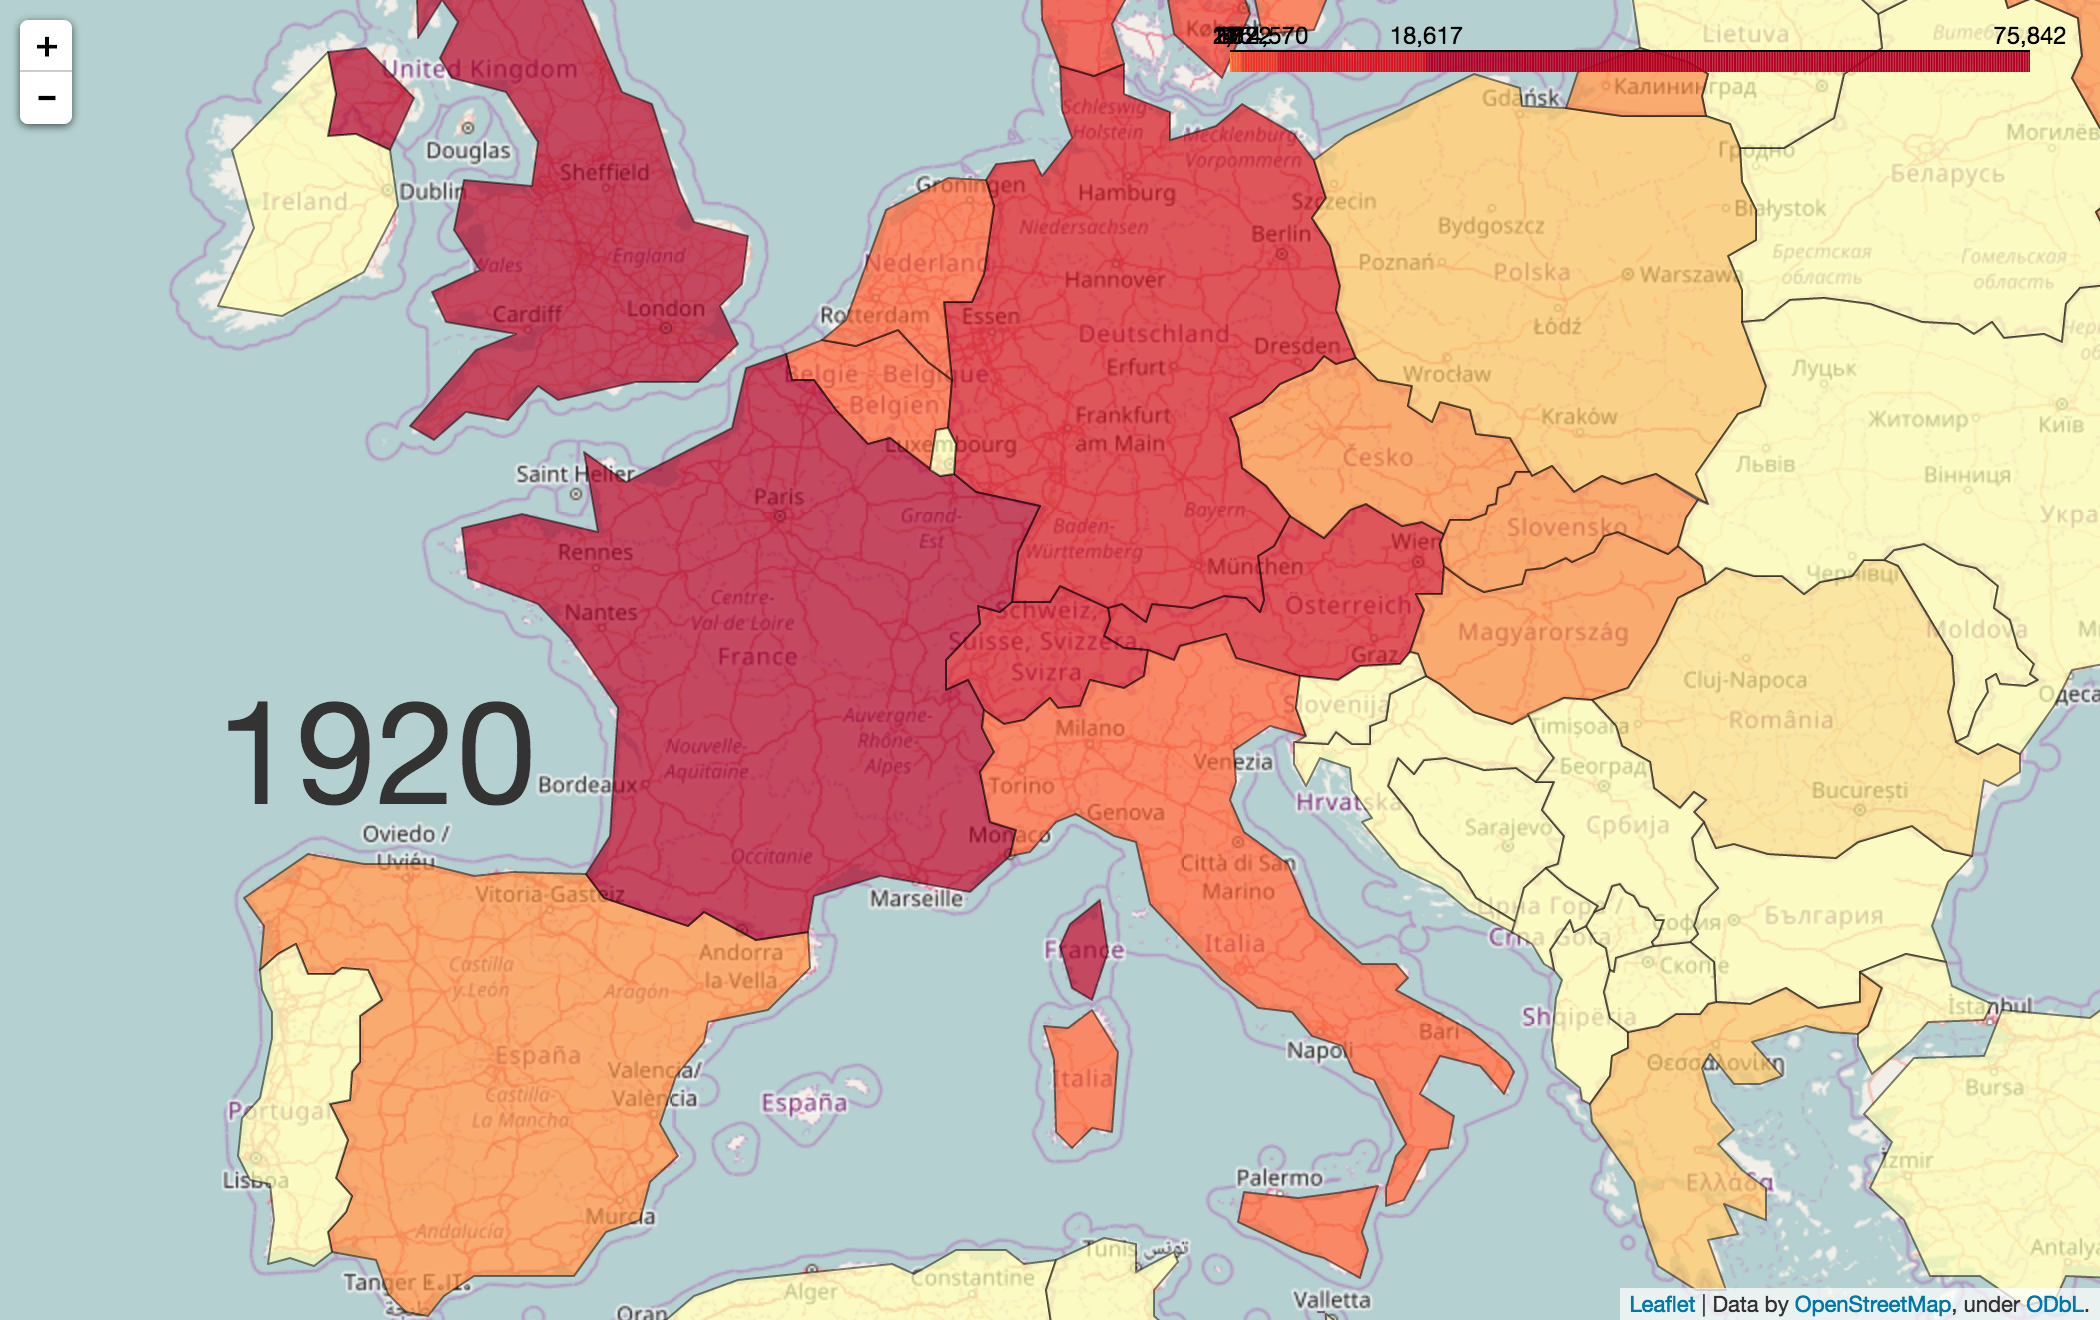 +
−
København
2,570
18,617
75,842
Lietuva
Калининград
Gdańsk
United Kingdom
Schleswig-
Holstein
Mecklenburg-
Vorpommern
Могилёв
Douglas
Гродно
Беларусь
Sheffield
Hamburg
Groningen
Dublin
Ireland
Szczecin
Białystok
Bydgoszcz
Niedersachsen
Berlin
Wales
England
Nederland
Hannover
Poznań
Polska
Warszawa
Брестская
область
Гомельская
область
Cardiff
London
Rotterdam
Essen
Deutschland
Łódź
Dresden
Erfurt
België - Belgique
Belgien
Wrocław
Луцьк
Frankfurt
am Main
Kraków
Житомир
Київ
Luxembourg
Česko
Львів
Вінниця
Saint Helier
Paris
Grand-
Est
Baden-
Württemberg
Bayern
Slovensko
Укра
Rennes
Wien
München
Чернівці
Nantes
Centre-
Val de Loire
Schweiz,
Suisse, Svizzera,
Svizra
Österreich
Magyarország
Moldova
France
Graz
Cluj-Napoca
Одеса
1920
Auvergne-
Rhône-
Alpes
Slovenija
Milano
Timișoara
România
Nouvelle-
Aquitaine
Venezia
Београд
Bordeaux
Torino
Hrvatska
București
Genova
Oviedo /
Uviéu
Monaco
Sarajevo
Србија
Occitanie
Città di San
Marino
Vitoria-Gasteiz
Marseille
Црна Гора /
Crna Gora
София
България
Andorra
la Vella
France
Italia
Castilla
y León
Aragón
Скопје
Shqipëria
İstanbul
España
Bari
Napoli
Θεσσαλονίκη
Valencia/
València
Italia
Bursa
Castilla-
La Mancha
España
Portugal
Lisboa
Palermo
İzmir
Ελλάδα
Murcia
Andalucía
Tunis تونس
Antalya
Tanger
Alger
Constantine
Valletta
Oran
Leaflet | Data by OpenStreetMap, under ODbL.